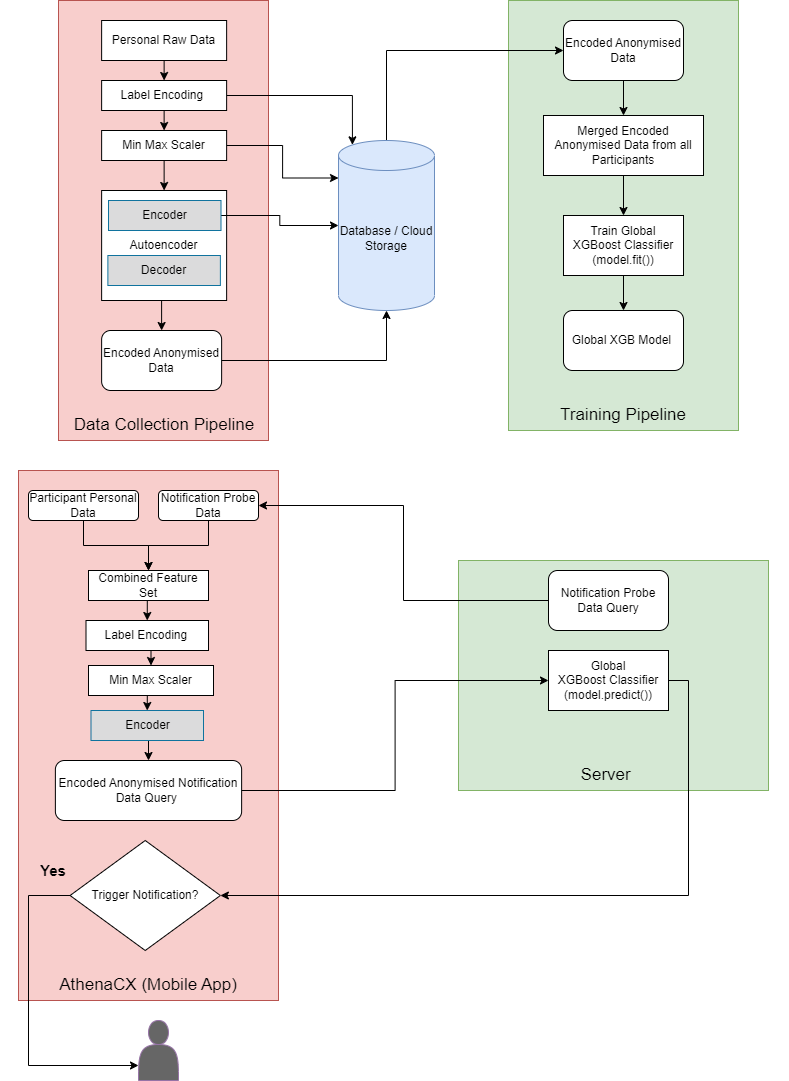 Personal Raw Data
Label Encoding
Min Max Scaler
Encoder
Autoencoder
Decoder
Encoded Anonymised
Data
Data Collection Pipeline
Database / Cloud
Storage
Encoded Anonymised
Data
Merged Encoded
Anonymised Data from all
Participants
Train Global
XGBoost Classifier
(model.fit())
Global XGB Model
Training Pipeline
Participant Personal
Data
Notification Probe
Data
Combined Feature
Set
Label Encoding
Min Max Scaler
Encoder
Encoded Anonymised Notification
Data Query
Yes
Trigger Notification?
AthenaCX (Mobile App)
Notification Probe
Data Query
Global
XGBoost Classifier
(model.predict())
Server